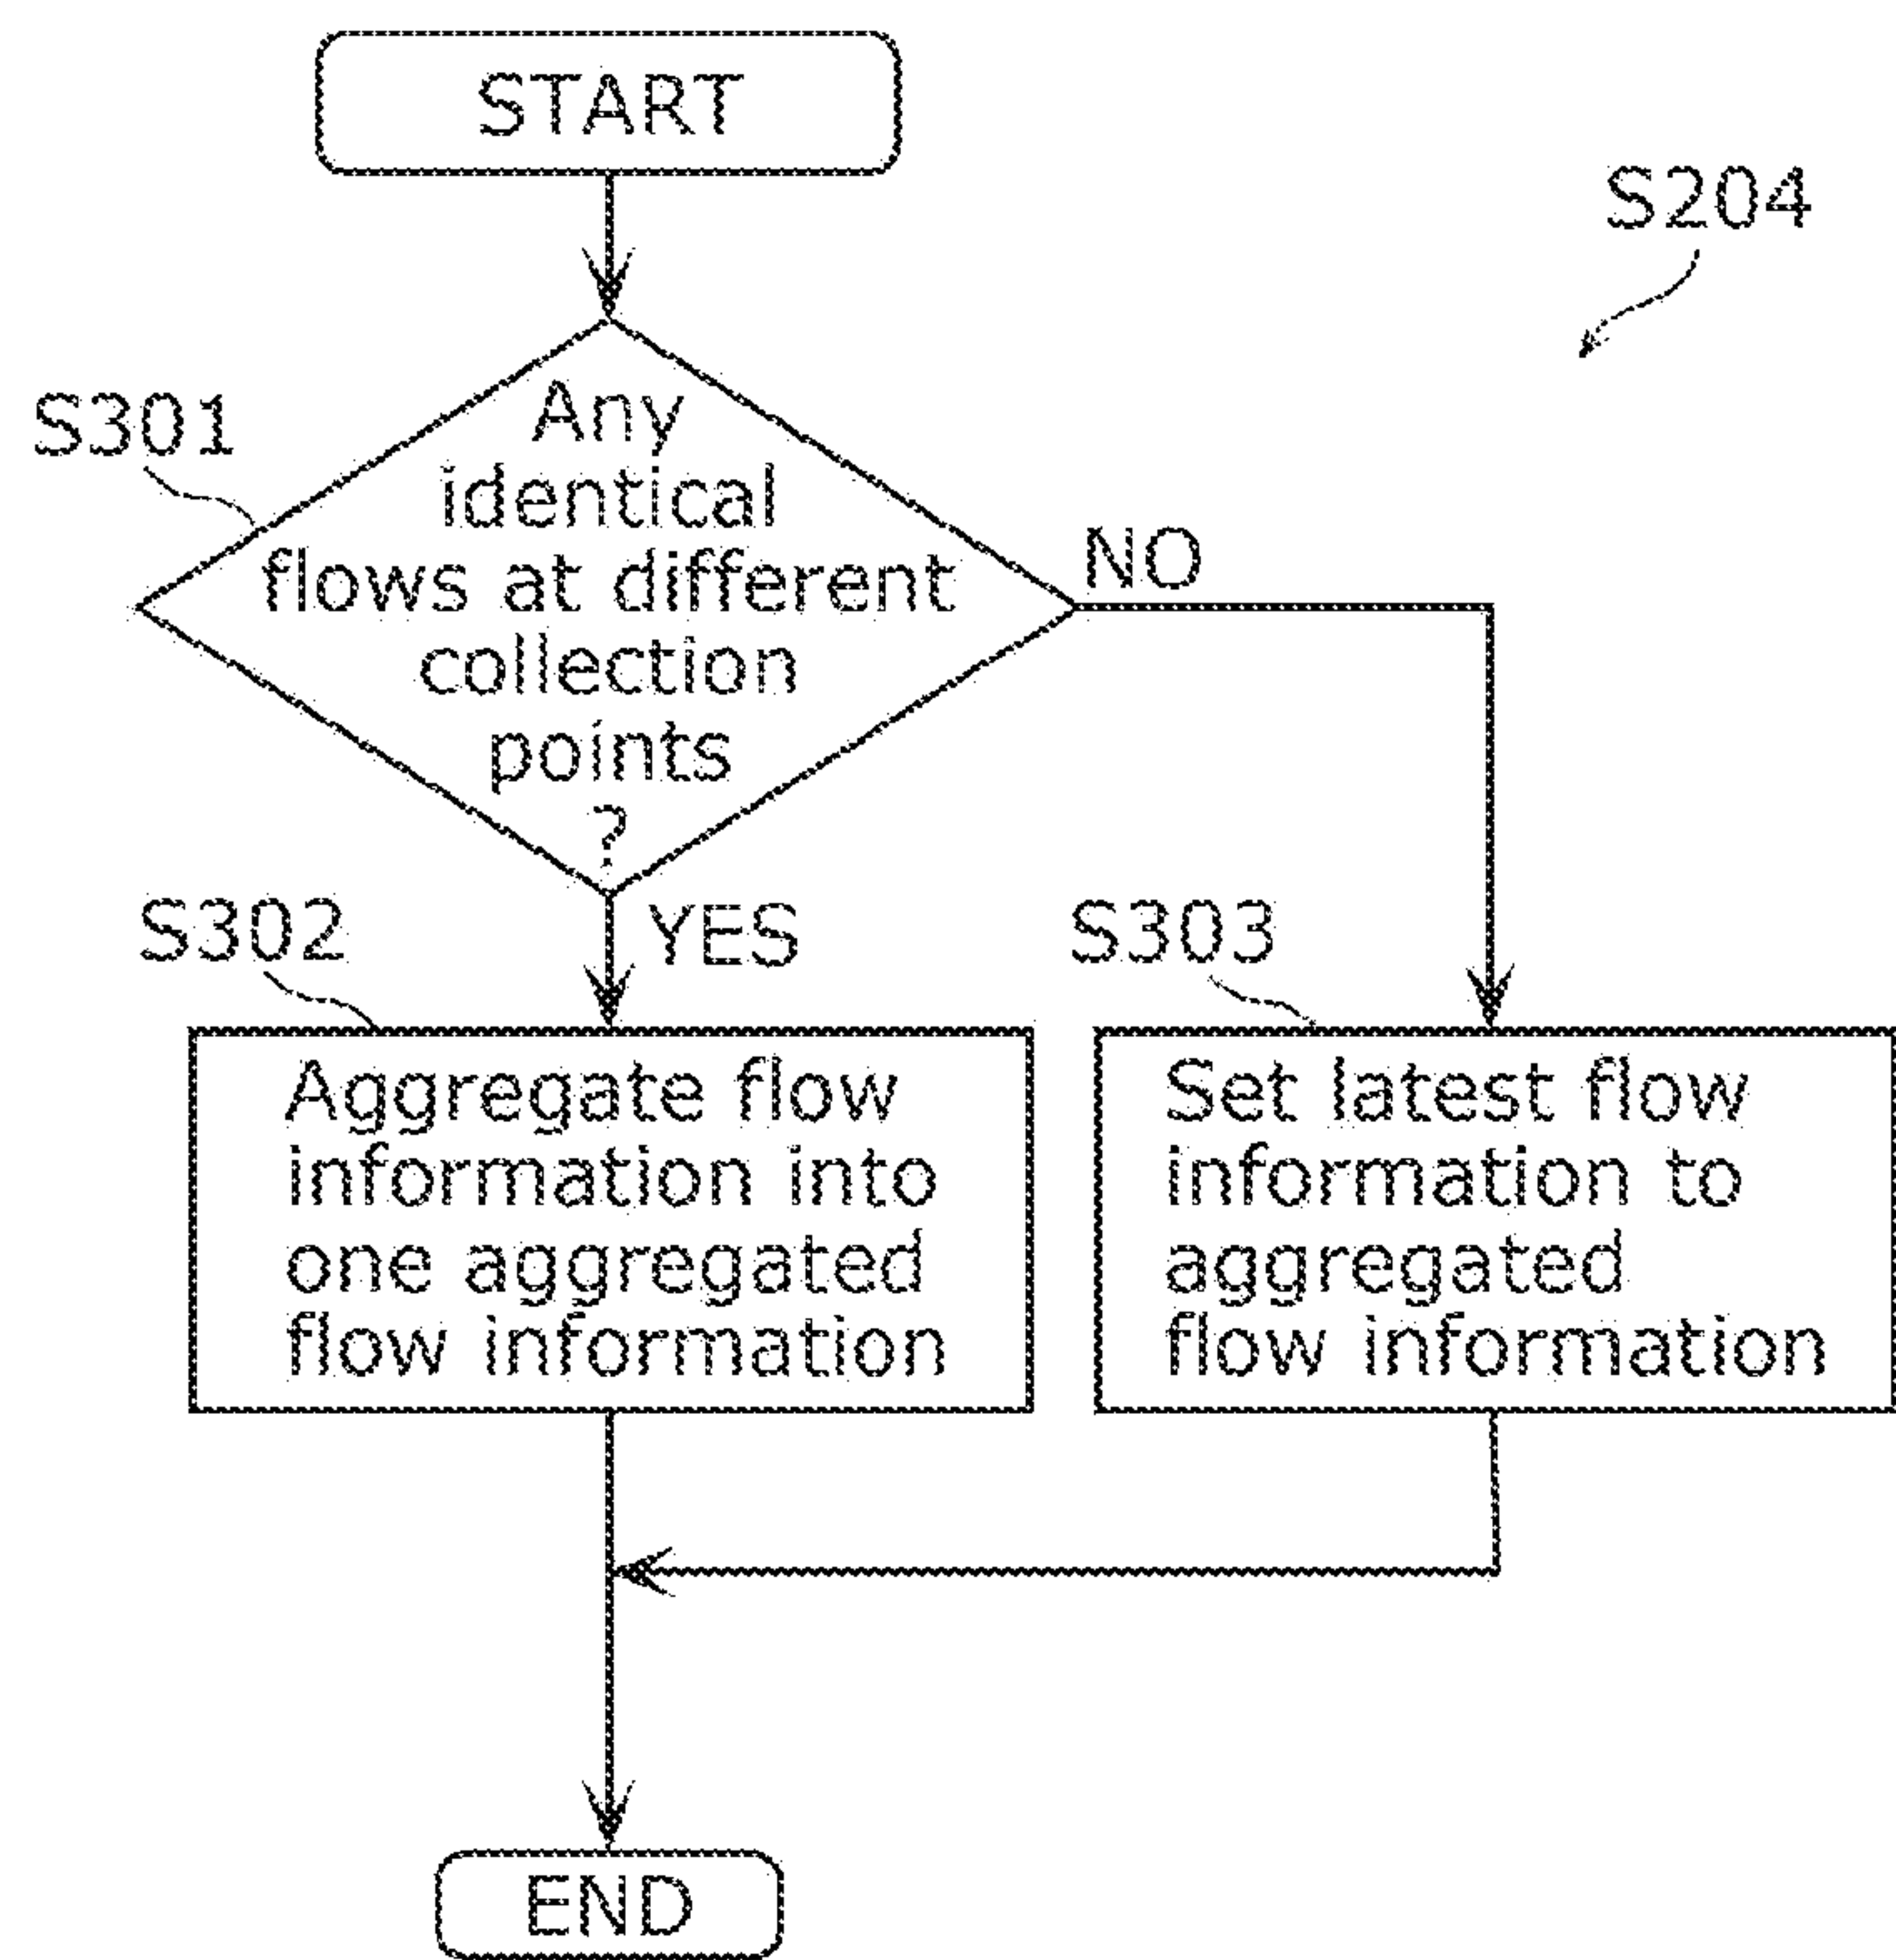 START
S204
S301
Any
identical
flows at different
collection
points
?
NO
YES
S302
Aggregate flow
information into
one aggregated
flow information
S303
Set latest flow
information to
aggregated
flow information
END